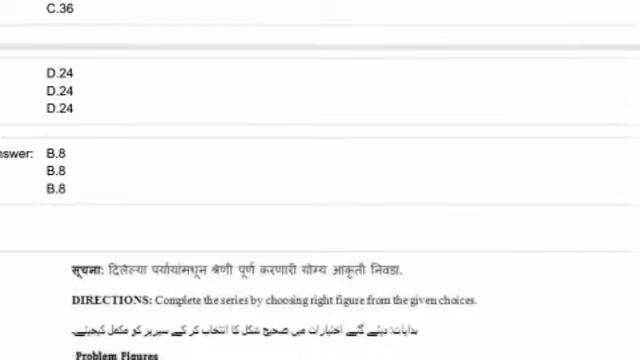 C.36
D.24
D.24
D.24
nswer: B.8
B.8
B.8
सूचना: दिलेल्या पर्यायांमधून श्रेणी पूर्ण करणारी योग्य आकृती निवडा.
DIRECTIONS: Complete the series by choosing right figure from the given choices.
ہدایات: دیئے گئے اختیارات میں صحیح شکل کا انتخاب کر کے سیریز کو مکمل کیجیئے۔
Problem Figures